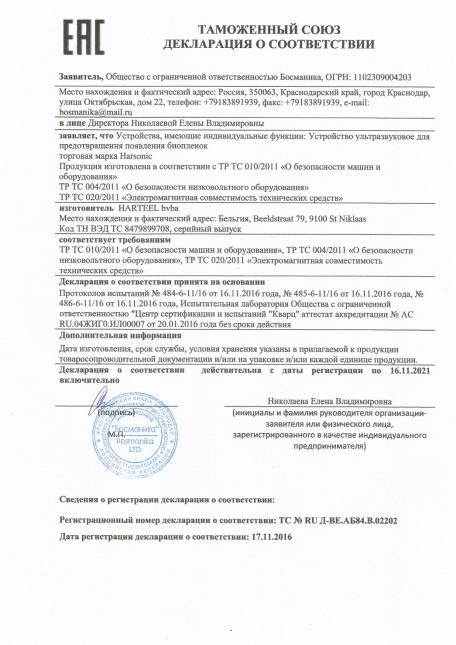 ЕАС
ТАМОЖЕННЫЙ СОЮЗ
ДЕКЛАРАЦИЯ О СООТВЕТСТВИИ
Заявитель, Общество с ограниченной ответственностью Босманика, ОГРН: 1102309004203
Место нахождения и фактический адрес: Россия, 350063, Краснодарский край, город Краснодар,
улица Октябрьская, дом 22, телефон: +79183891939, факс: +79183891939, e-mail:
bosmanika@mail.ru
в лице Директора Николаевой Елены Владимировны
заявляет, что Устройства, имеющие индивидуальные функции: Устройство ультразвуковое для
предотвращения появления биопленок
торговая марка Harsonic
Продукция изготовлена в соответствии с ТР ТС 010/2011 «О безопасности машин и
оборудования»
ТР ТС 004/2011 «О безопасности низковольтного оборудования»
ТР ТС 020/2011 «Электромагнитная совместимость технических средств»
изготовитель HARTEEL bvba
Место нахождения и фактический адрес: Бельгия, Beeldstraat 79, 9100 St Niklaas
Код ТН ВЭД ТС 8479899708, серийный выпуск
соответствует требованиям
ТР ТС 010/2011 «О безопасности машин и оборудования», ТР ТС 004/2011 «О безопасности
низковольтного оборудования», ТР ТС 020/2011 «Электромагнитная совместимость
технических средств»
Декларация о соответствии принята на основании
Протоколов испытаний № 484-6-11/16 от 16.11.2016 года, № 485-6-11/16 от 16.11.2016 года, №
486-6-11/16 от 16.11.2016 года, Испытательная лаборатория Общества с ограниченной
ответственностью "Центр сертификации и испытаний "Кварц" аттестат аккредитации № АС
RU.04ЖИГ0.ИЛ00007 от 20.01.2016 года без срока действия
Дополнительная информация
Дата изготовления, срок службы, условия хранения указаны в прилагаемой к продукции
товаросопроводительной документации и/или на упаковке и/или каждой единице продукции.
Декларация о соответствии действительна с даты регистрации по 16.11.2021
включительно
Николаева Елена Владимировна
(подпись)
(инициалы и фамилия руководителя организации-
заявителя или физического лица,
зарегистрированного в качестве индивидуального
предпринимателя)
М.П.
"Босманика"
Bosmanika
LTD
Сведения о регистрации декларации о соответствии:
Регистрационный номер декларации о соответствии: ТС № RU Д-ВЕ.АБ84.В.02202
Дата регистрации декларации о соответствии: 17.11.2016